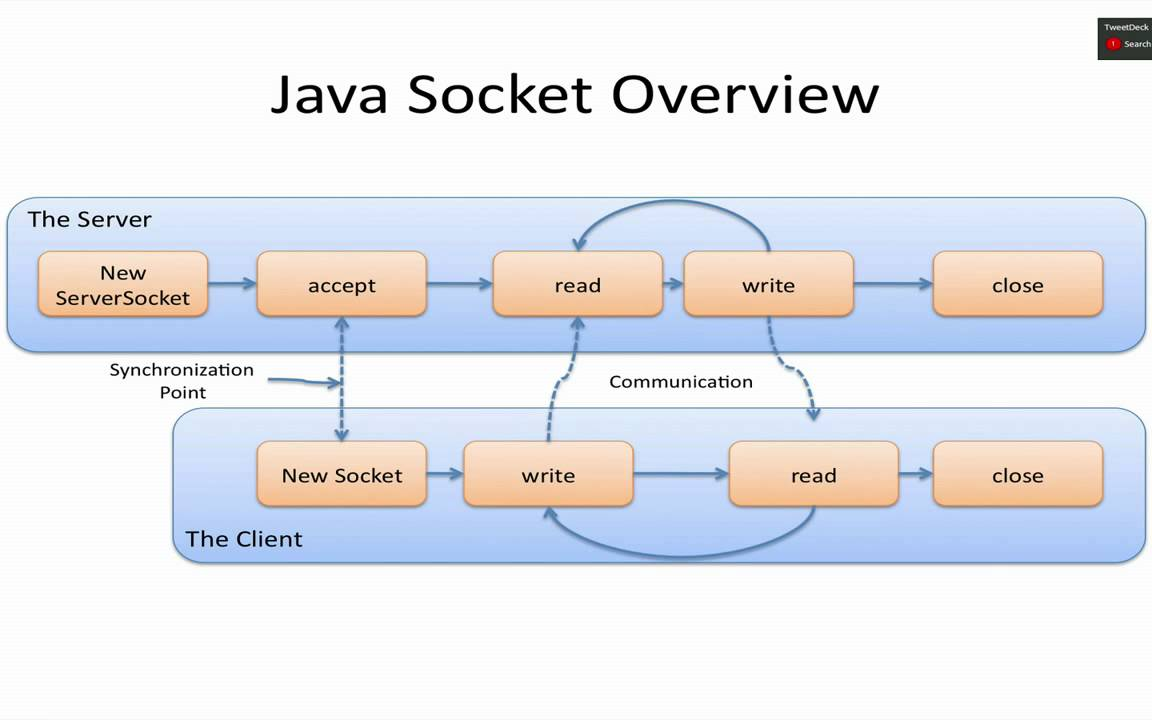 TweetDeck
! Search
Java Socket Overview
The Server
New
ServerSocket
accept
read
write
close
Synchronization
Point
Communication
New Socket
write
read
close
The Client